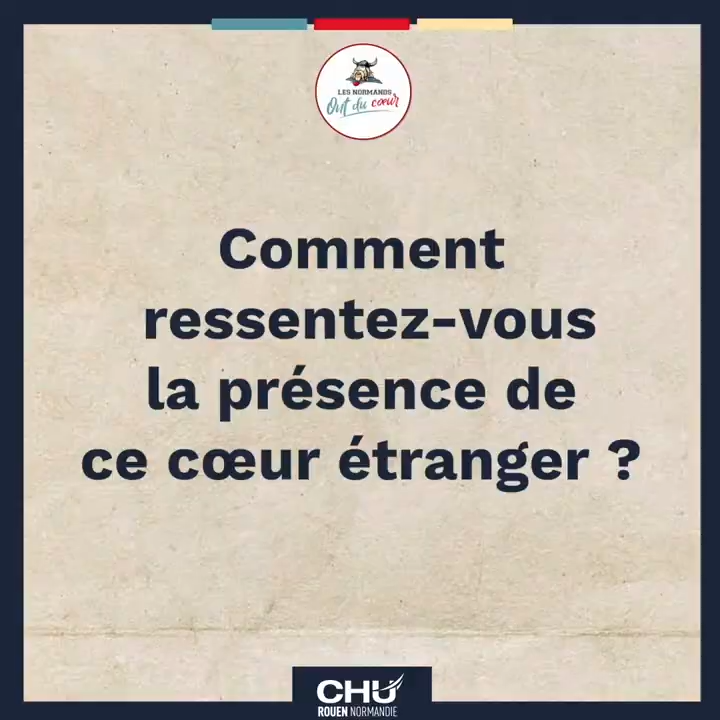 LES NORMANDS
Ont du cœur
Comment
ressentez-vous
la présence de
ce cœur étranger ?
CHU
ROUEN NORMANDIE